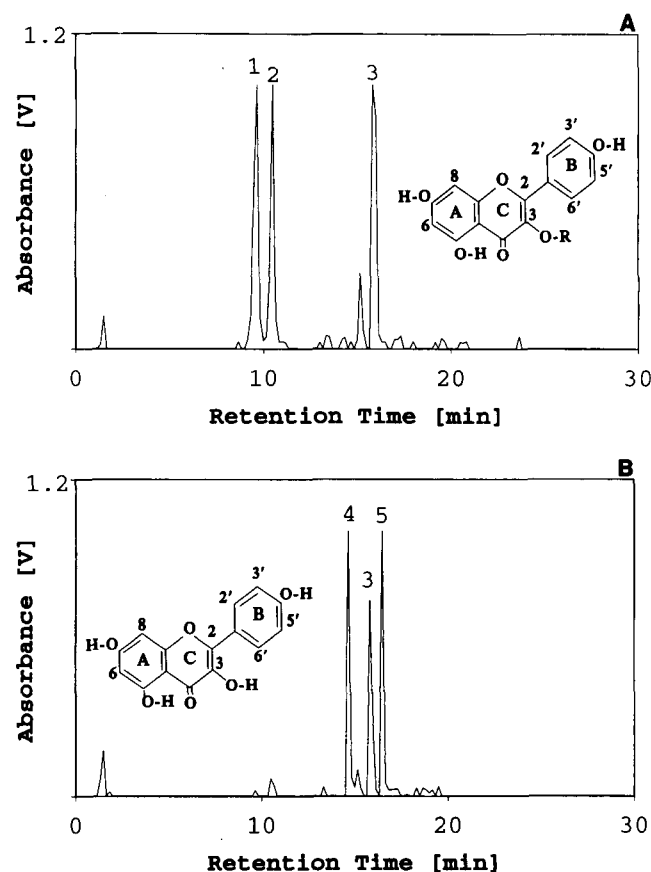 A
1.2
Absorbance [V]
1 2 3
3'
2' O-H
B
8 O 2 5'
H-O 6'
A C 3
6 O-R
O-H O
0 10 20 30
Retention Time [min]
B
1.2
Absorbance [V]
4 5
3
3'
2' O-H
B
8 O 2 5'
H-O 6'
A C 3
6 O-H
O-H O
0 10 20 30
Retention Time [min]